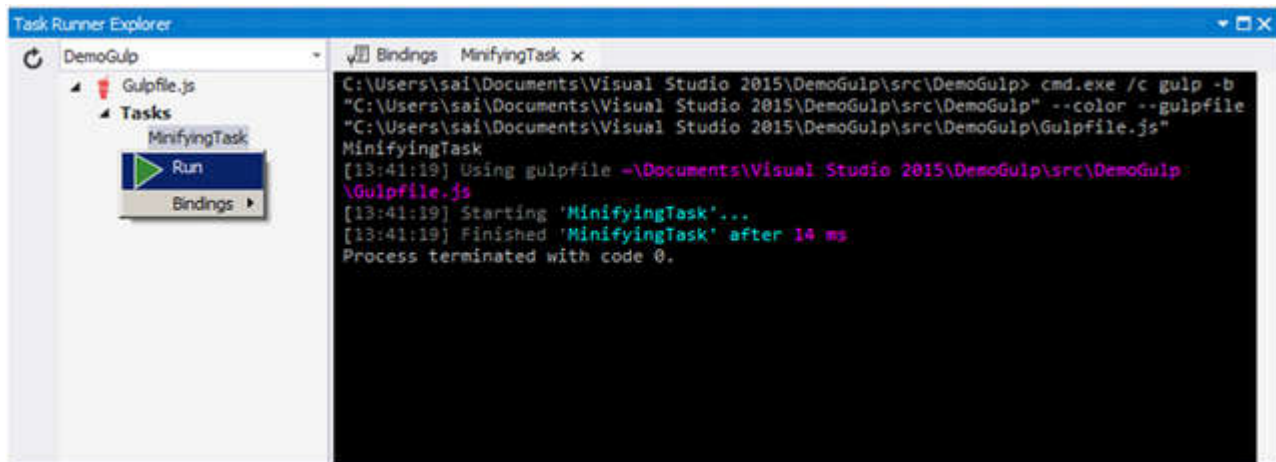 Task Runner Explorer
DemoGulp
Gulpfile.js
Tasks
MinifyingTask
Run
Bindings
Bindings MinifyingTask
C:\Users\sai\Documents\Visual Studio 2015\DemoGulp\src\DemoGulp> cmd.exe /c gulp -b
"C:\Users\sai\Documents\Visual Studio 2015\DemoGulp\src\DemoGulp" --color --gulpfile
"C:\Users\sai\Documents\Visual Studio 2015\DemoGulp\src\DemoGulp\Gulpfile.js"
MinifyingTask
[13:41:19] Using gulpfile ~\Documents\Visual Studio 2015\DemoGulp\src\DemoGulp
\Gulpfile.js
[13:41:19] Starting 'MinifyingTask'...
[13:41:19] Finished 'MinifyingTask' after 14 ms
Process terminated with code 0.